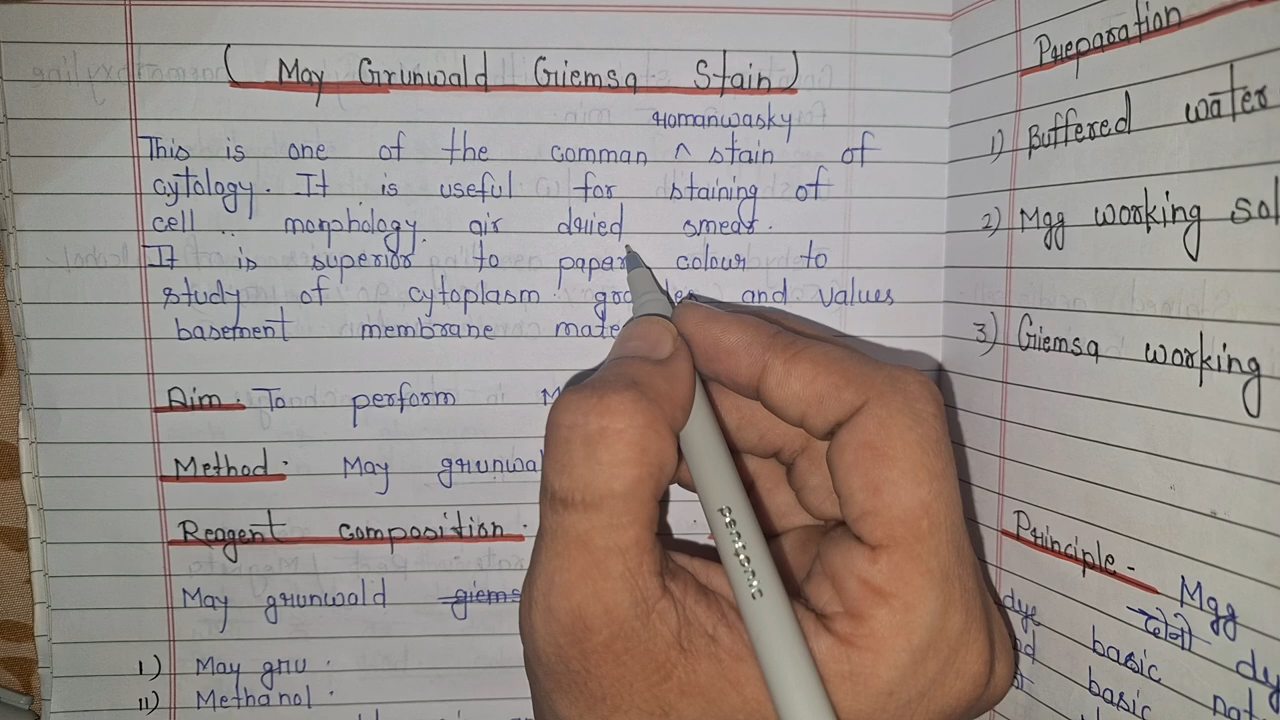 ( May Grunwald Giemsa Stain )
romanwasky
This is one of the comman ^ stain of
cytology. It is useful for staining of
cell morphology. air dried smear.
It is superior to paper colour to
study of cytoplasm and values
basement membrane
Aim: To perform
Method: May
Reagent composition.
May grunwald
I) May gru.
II) Methanol.
Preparation
1) Buffered water
2) Mgg working
3) Giemsa working
Principle - Mgg
दोनो
dye basic
basic
pentonic